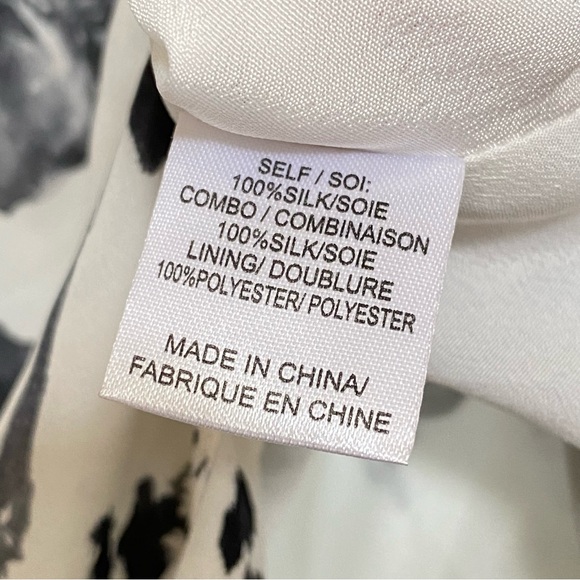 SELF / SOI:
100%SILK/SOIE
COMBO / COMBINAISON
100%SILK/SOIE
LINING/ DOUBLURE
100%POLYESTER/ POLYESTER
MADE IN CHINA/
FABRIQUE EN CHINE